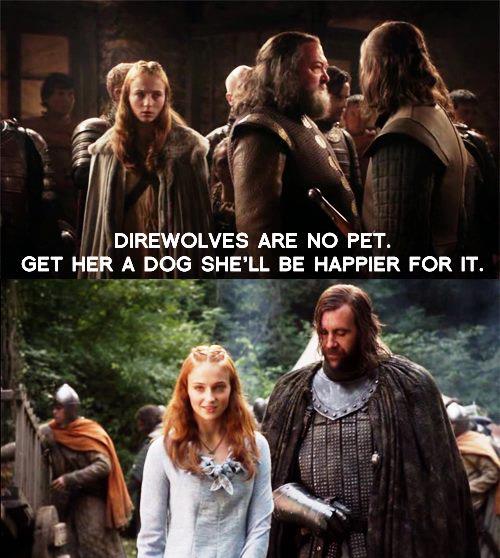 DIREWOLVES ARE NO PET.
GET HER A DOG SHE'LL BE HAPPIER FOR IT.